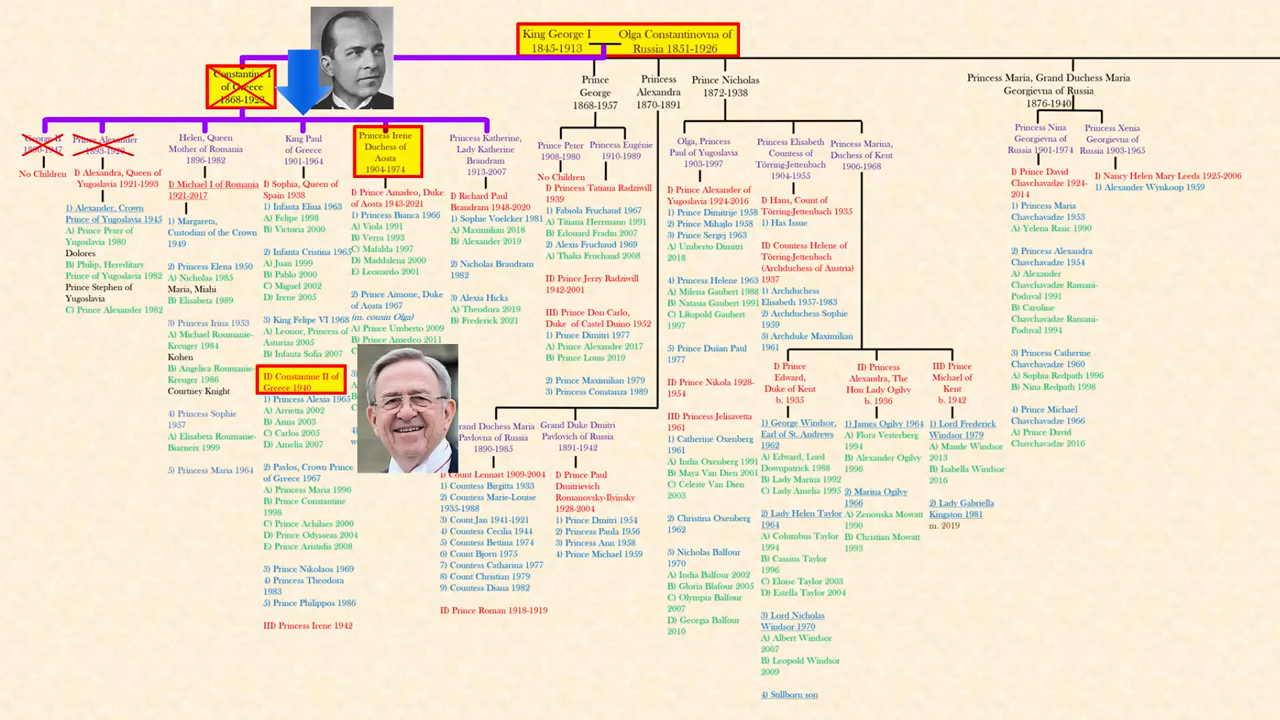 King George I
1845-1913
Olga Constantinovna of
Russia 1851-1926
Constantine I
of Greece
1868-1923
Prince
George
1868-1957
Princess
Alexandra
1870-1891
Prince Nicholas
1872-1938
Princess Maria, Grand Duchess Maria
Georgievna of Russia
1876-1940
George II
1890-1947
No Children
Prince Alexander
1893-1920
I) Alexandra, Queen of
Yugoslavia 1921-1993
1) Alexander, Crown
Prince of Yugoslavia 1945
A) Prince Peter of
Yugoslavia 1980
Dolores
B) Philip, Hereditary
Prince of Yugoslavia 1982
Prince Stephen of
Yugoslavia
C) Prince Alexander 1982
Helen, Queen
Mother of Romania
1896-1982
I) Michael I of Romania
1921-2017
1) Margareta,
Custodian of the Crown
1949
2) Princess Elena 1950
A) Nicholas 1985
Maria, Miahi
B) Elisabeta 1989
3) Princess Irina 1953
A) Michael Roumanie-
Kreuger 1984
Kohen
B) Angelica Roumanie-
Kreuger 1986
Courtney Knight
4) Princess Sophie
1957
A) Elisabeta Roumanie-
Biarneix 1999
5) Princess Maria 1964
King Paul
of Greece
1901-1964
I) Sophia, Queen of
Spain 1938
1) Infanta Elina 1963
A) Felipe 1998
B) Victoria 2000
2) Infanta Cristina 1965
A) Juan 1999
B) Pablo 2000
C) Miguel 2002
D) Irene 2005
3) King Felipe VI 1968
A) Leonor, Princess of
Asturias 2005
B) Infanta Sofia 2007
II) Constantine II of
Greece 1940
1) Princess Alexia 1965
A) Arrietta 2002
B) Anna 2003
C) Carlos 2005
D) Amelia 2007
2) Pavlos, Crown Prince
of Greece 1967
A) Princess Maria 1996
B) Prince Constantine
1998
C) Prince Achilaes 2000
D) Prince Odysseas 2004
E) Prince Aristidis 2008
3) Prince Nikolaos 1969
4) Princess Theodora
1983
5) Prince Philippos 1986
III) Princess Irene 1942
Princess Irene
Duchess of
Aosta
1904-1974
I) Prince Amadeo, Duke
of Aosta 1943-2021
1) Princess Bianca 1966
A) Viola 1991
B) Verra 1993
C) Mafalda 1997
D) Maddalena 2000
E) Leonardo 2001
2) Prince Aimone, Duke
of Aosta 1967
(m. cousin Olga)
A) Prince Umberto 2009
B) Prince Amedeo 2011
Princess Katherine,
Lady Katherine
Brandram
1913-2007
I) Richard Paul
Brandram 1948-2020
1) Sophie Voelcker 1981
A) Maximilian 2018
B) Alexander 2019
2) Nicholas Brandram
1982
3) Alexia Hicks
A) Theodora 2019
B) Frederick 2021
Prince Peter
1908-1980
No Children
Princess Eugénie
1910-1989
I) Princess Tatiana Radziwill
1939
1) Fabiola Fruchaud 1967
A) Titiana Herrmann 1991
B) Edouard Fradin 2007
2) Alexis Fruchaud 1969
A) Thalia Fruchaud 2008
II) Prince Jerzy Radziwill
1942-2001
III) Prince Don Carlo,
Duke of Castel Duino 1952
1) Prince Dimitri 1977
A) Prince Alexandre 2017
B) Prince Louis 2019
2) Prince Maximilian 1979
3) Princess Constanza 1989
Grand Duchess Maria
Pavlovna of Russia
1890-1985
I) Count Lennart 1909-2004
1) Countess Birgitta 1933
2) Countess Marie-Louise
1935-1988
3) Count Jan 1941-1921
4) Countess Cecilia 1944
5) Countess Bettina 1974
6) Count Bjorn 1975
7) Countess Catharina 1977
8) Count Christian 1979
9) Countess Diana 1982
II) Prince Roman 1918-1919
Grand Duke Dmitri
Pavlovich of Russia
1891-1942
I) Prince Paul
Dmitrievich
Romanovsky-Ilyinsky
1928-2004
1) Prince Dmitri 1954
2) Princess Paula 1956
3) Princess Ann 1958
4) Prince Michael 1959
Olga, Princess
Paul of Yugoslavia
1903-1997
I) Prince Alexander of
Yugoslavia 1924-2016
1) Prince Dimitrije 1958
2) Prince Mihajlo 1958
3) Prince Sergej 1963
A) Umberto Dimitri
2018
4) Princess Helene 1963
A) Milena Gaubert 1988
B) Natasia Gaubert 1991
C) Gaubert
1997
5) Prince Dušan Paul
1977
II) Prince Nikola 1928-
1954
III) Princess Jelisavetta
1961
1) Catherine Oxenberg
1961
A) India Oxenberg 1991
B) Maya Van Dien 2001
C) Celeste Van Dien
2003
2) Christina Oxenberg
1962
3) Nicholas Balfour
1970
A) India Balfour 2002
B) Gloria Blafour 2005
C) Olympia Balfour
2007
D) Georgia Balfour
2010
Princess Elisabeth
Countess of
Törring-Jettenbach
1904-1955
I) Hans, Count of
Törring-Jettenbach 1935
1) Has Issue
II) Countess Helene of
Törring-Jettenbach
(Archduchess of Austria)
1937
1) Archduchess
Elisabeth 1957-1983
2) Archduchess Sophie
1959
3) Archduke Maximilian
1961
Princess Marina,
Duchess of Kent
1906-1968
I) Prince
Edward,
Duke of Kent
b. 1935
1) George Windsor,
Earl of St. Andrews
1962
A) Edward, Lord
Downpatrick 1988
B) Lady Marina 1992
C) Lady Amelia 1995
2) Lady Helen Taylor
1964
A) Columbus Taylor
1994
B) Cassius Taylor
1996
C) Eloise Taylor 2003
D) Estella Taylor 2004
3) Lord Nicholas
Windsor 1970
A) Albert Windsor
2007
B) Leopold Windsor
2009
4) Stillborn son
II) Princess
Alexandra, The
Hon Lady Ogilvy
b. 1936
1) James Ogilvy 1964
A) Flora Vesterberg
1994
B) Alexander Ogilvy
1996
2) Marina Ogilvy
1966
A) Zenouska Mowatt
1990
B) Christian Mowatt
1993
III) Prince
Michael of
Kent
b. 1942
1) Lord Frederick
Windsor 1979
A) Maude Windsor
2013
B) Isabella Windsor
2016
2) Lady Gabriella
Kingston 1981
m. 2019
Princess Nina
Georgievna of
Russia 1901-1974
I) Prince David
Chavchavadze 1924-
2014
1) Princess Maria
Chavchavadze 1953
A) Yelena Rasic 1990
2) Princess Alexandra
Chavchavadze 1954
A) Alexander
Chavchavadze Ramani-
Poduval 1991
B) Caroline
Chavchavadze Ramani-
Poduval 1994
3) Princess Catherine
Chavchavadze 1960
A) Sophia Redpath 1996
B) Nina Redpath 1998
4) Prince Michael
Chavchavadze 1966
A) Prince David
Chavchavadze 2016
Princess Xenia
Georgievna of
Russia 1903-1965
I) Nancy Helen Mary Leeds 1925-2006
1) Alexander Wynkoop 1959